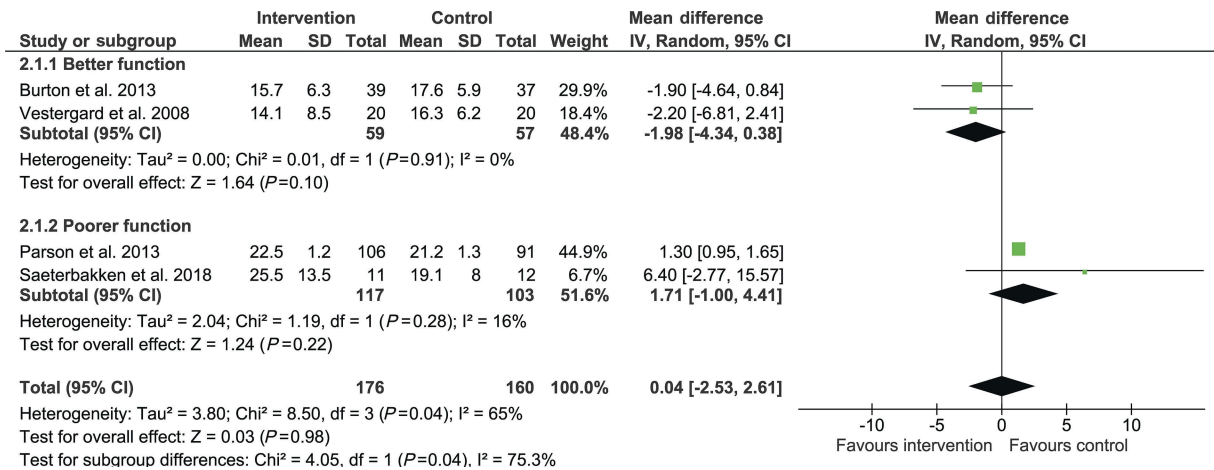 Intervention Control Mean difference Mean difference
Study or subgroup Mean SD Total Mean SD Total Weight IV, Random, 95% CI IV, Random, 95% CI
2.1.1 Better function
Burton et al. 2013 15.7 6.3 39 17.6 5.9 37 29.9% -1.90 [-4.64, 0.84]
Vestergard et al. 2008 14.1 8.5 20 16.3 6.2 20 18.4% -2.20 [-6.81, 2.41]
Subtotal (95% CI) 59 57 48.4% -1.98 [-4.34, 0.38]
Heterogeneity: Tau² = 0.00; Chi² = 0.01, df = 1 (P=0.91); I² = 0%
Test for overall effect: Z = 1.64 (P=0.10)
2.1.2 Poorer function
Parson et al. 2013 22.5 1.2 106 21.2 1.3 91 44.9% 1.30 [0.95, 1.65]
Saeterbakken et al. 2018 25.5 13.5 11 19.1 8 12 6.7% 6.40 [-2.77, 15.57]
Subtotal (95% CI) 117 103 51.6% 1.71 [-1.00, 4.41]
Heterogeneity: Tau² = 2.04; Chi² = 1.19, df = 1 (P=0.28); I² = 16%
Test for overall effect: Z = 1.24 (P=0.22)
Total (95% CI) 176 160 100.0% 0.04 [-2.53, 2.61]
Heterogeneity: Tau² = 3.80; Chi² = 8.50, df = 3 (P=0.04); I² = 65%
Test for overall effect: Z = 0.03 (P=0.98)
Test for subgroup differences: Chi² = 4.05, df = 1 (P=0.04), I² = 75.3%
-10 -5 0 5 10
Favours intervention Favours control